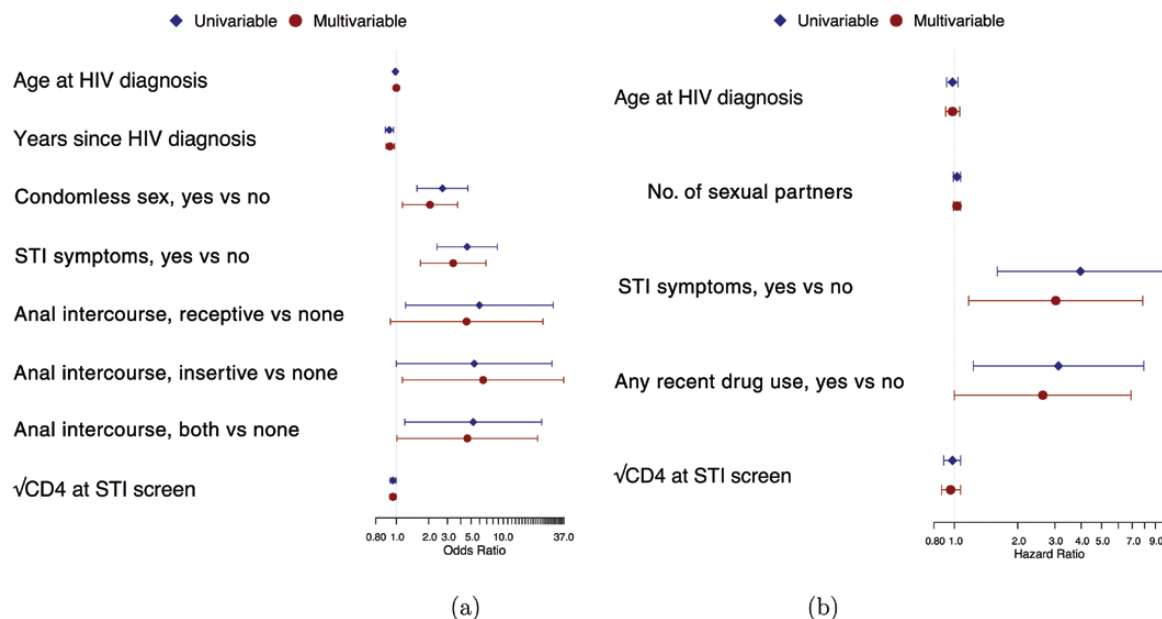 Univariable Multivariable
Age at HIV diagnosis
Years since HIV diagnosis
Condomless sex, yes vs no
STI symptoms, yes vs no
Anal intercourse, receptive vs none
Anal intercourse, insertive vs none
Anal intercourse, both vs none
√CD4 at STI screen
0.80 1.0 2.0 3.0 5.0 10.0 37.0
Odds Ratio
(a)
Univariable Multivariable
Age at HIV diagnosis
No. of sexual partners
STI symptoms, yes vs no
Any recent drug use, yes vs no
√CD4 at STI screen
0.80 1.0 2.0 3.0 4.0 5.0 7.0 9.0
Hazard Ratio
(b)